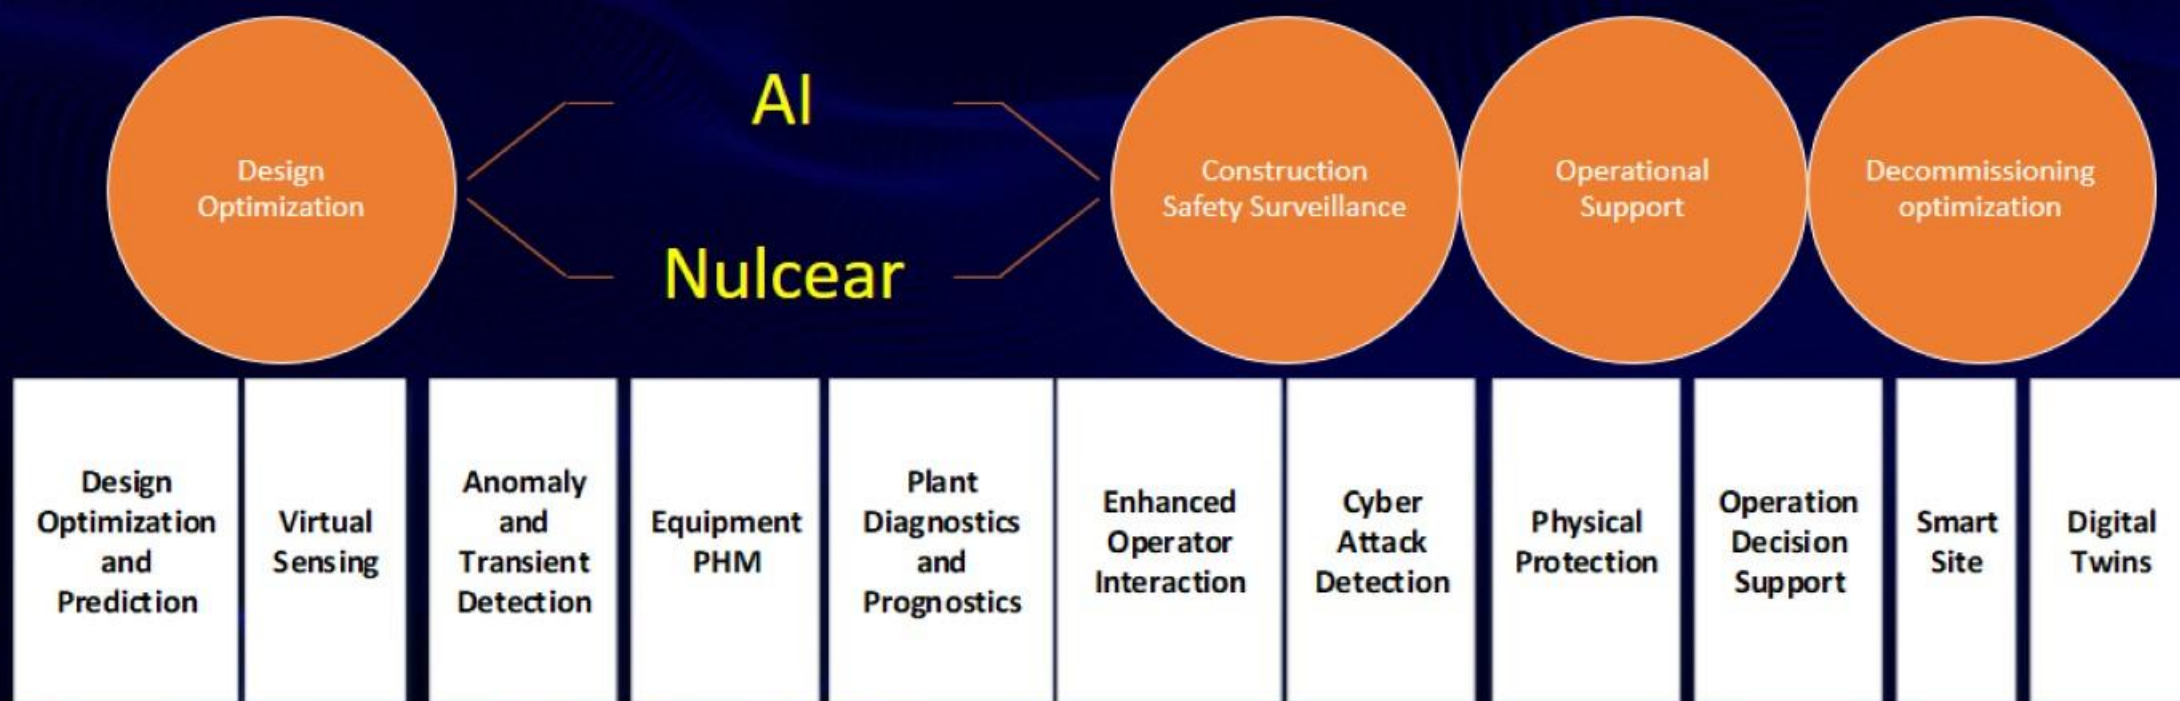 Design
Optimization
AI
Nulcear
Construction
Safety Surveillance
Operational
Support
Decommissioning
optimization
Design
Optimization
and
Prediction
Virtual
Sensing
Anomaly
and
Transient
Detection
Equipment
PHM
Plant
Diagnostics
and
Prognostics
Enhanced
Operator
Interaction
Cyber
Attack
Detection
Physical
Protection
Operation
Decision
Support
Smart
Site
Digital
Twins